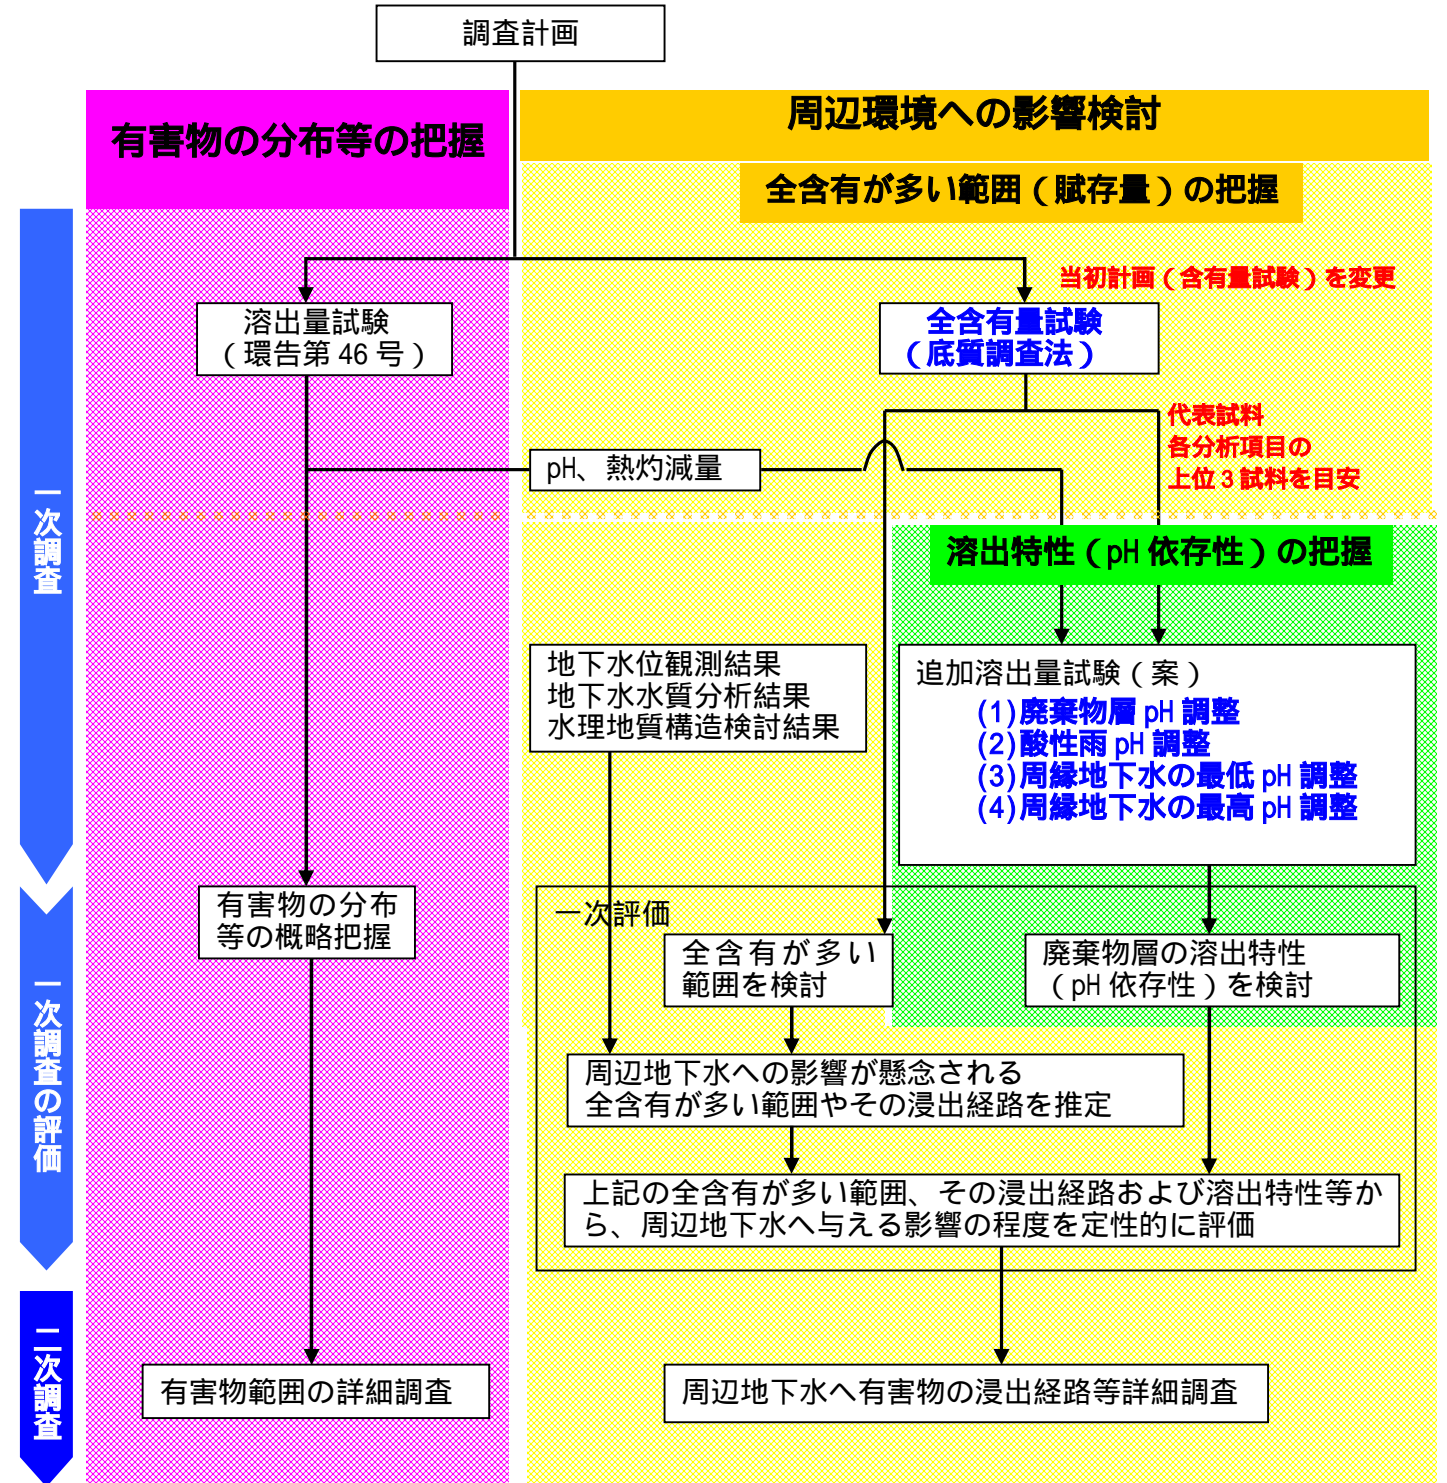 調査計画
有害物の分布等の把握
周辺環境への影響検討
全含有が多い範囲（賦存量）の把握
当初計画（含有量試験）を変更
溶出量試験
（環告第 46 号）
全含有量試験
（底質調査法）
代表試料
各分析項目の
上位 3 試料を目安
pH、熱灼減量
一次調査
溶出特性（pH 依存性）の把握
地下水位観測結果
地下水水質分析結果
水理地質構造検討結果
追加溶出量試験（案）
(1)廃棄物層 pH 調整
(2)酸性雨 pH 調整
(3)周縁地下水の最低 pH 調整
(4)周縁地下水の最高 pH 調整
有害物の分布
等の概略把握
一次評価
全含有が多い
範囲を検討
廃棄物層の溶出特性
（pH 依存性）を検討
一次調査の評価
周辺地下水への影響が懸念される
全含有が多い範囲やその浸出経路を推定
上記の全含有が多い範囲、その浸出経路および溶出特性等か
ら、周辺地下水へ与える影響の程度を定性的に評価
二次調査
有害物範囲の詳細調査
周辺地下水へ有害物の浸出経路等詳細調査